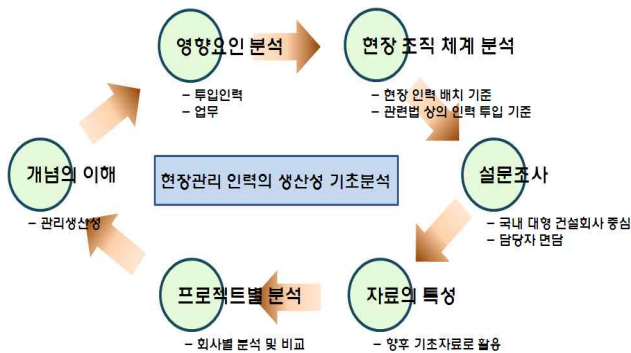 영향요인 분석
- 투입인력
- 업무
현장 조직 체계 분석
- 현장 인력 배치 기준
- 관련법 상의 인력 투입 기준
개념의 이해
- 관리생산성
현장관리 인력의 생산성 기초분석
설문조사
- 국내 대형 건설회사 중심
- 담당자 면담
프로젝트별 분석
- 회사별 분석 및 비교
자료의 특성
- 향후 기초자료로 활용